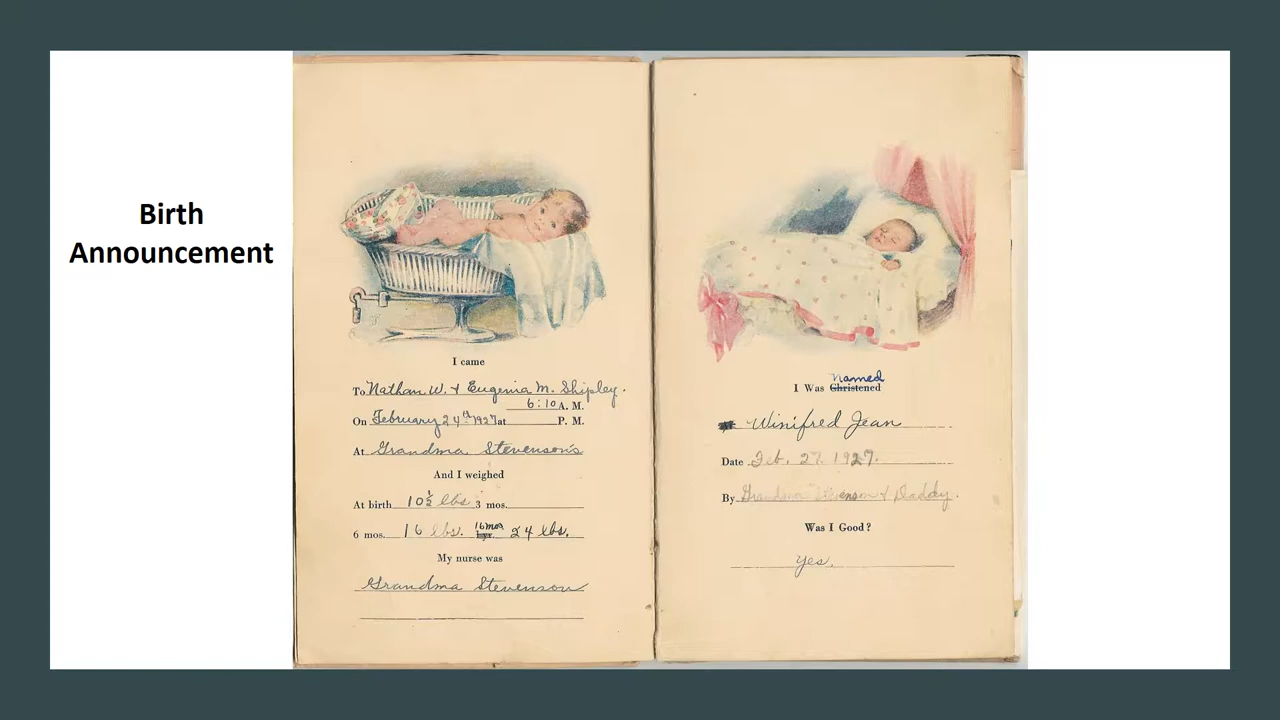 Birth
Announcement
I came
To Nathan W. & Eugenia M. Shipley.
6:10 A. M.
On February 24th 1927 at P. M.
At Grandma Stevenson's
And I weighed
At birth 10½ lbs 3 mos.
6 mos. 16 lbs. 16 mos 1 yr. 24 lbs.
My nurse was
Grandma Stevenson
named
I Was Christened
Winifred Jean
Date Feb. 27. 1927.
By Grandma Stevenson & Daddy.
Was I Good?
Yes.